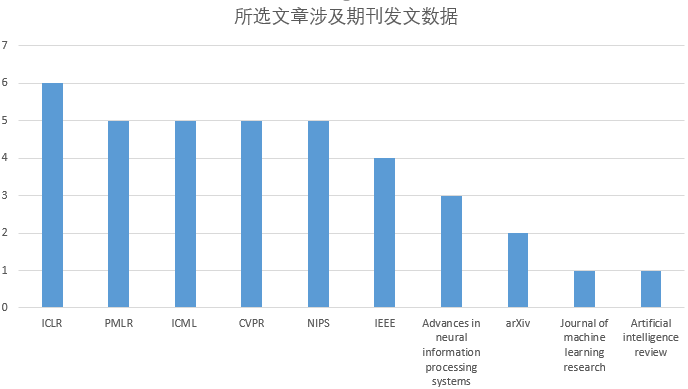 所选文章涉及期刊发文数据
7
6
5
4
3
2
1
0
ICLR
PMLR
ICML
CVPR
NIPS
IEEE
Advances in
neural
information
processing
systems
arXiv
Journal of
machine
learning
research
Artificial
intelligence
review